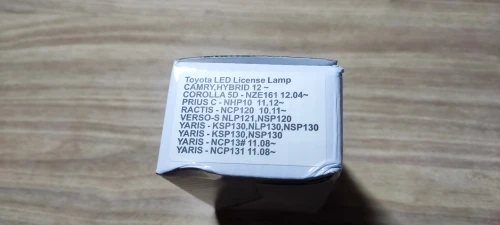 Toyota LED License Lamp
CAMRY,HYBRID 12 ~
COROLLA 5D - NZE161 12.04~
PRIUS C - NHP10 11.12~
RACTIS - NCP120 10.11~
VERSO-S NLP121,NSP120
YARIS - KSP130,NLP130,NSP130
YARIS - KSP130,NSP130
YARIS - NCP13# 11.08~
YARIS - NCP131 11.08~